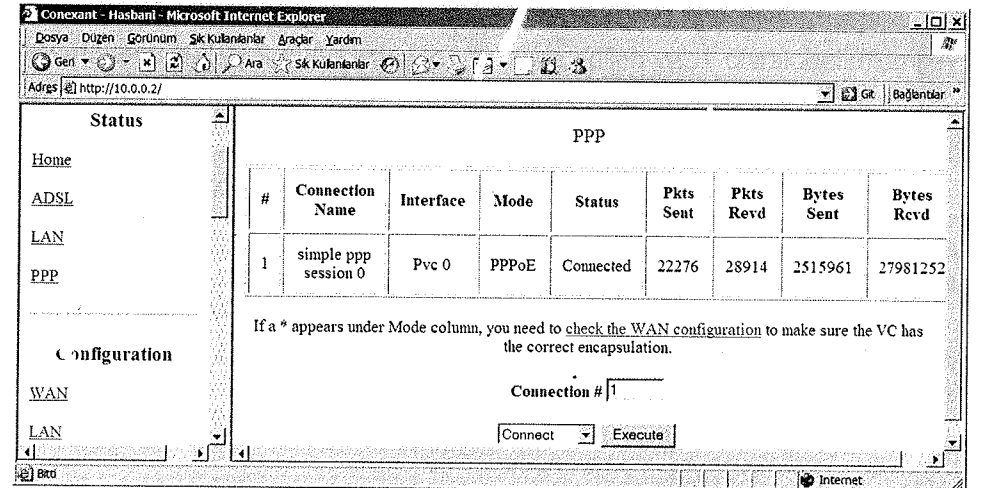 Conexant - Hasbani - Microsoft Internet Explorer
Dosya Düzen Görünüm Sık Kullanılanlar Araçlar Yardım
Geri Ara Sık Kullanılanlar
Adres http://10.0.0.2/ Git Bağlantılar »
Status
Home
ADSL
LAN
PPP
Configuration
WAN
LAN
PPP
# Connection Name Interface Mode Status Pkts Sent Pkts Rcvd Bytes Sent Bytes Rcvd
1 simple ppp session 0 Pvc 0 PPPoE Connected 22276 28914 2515961 27981252
If a * appears under Mode column, you need to check the WAN configuration to make sure the VC has
the correct encapsulation.
Connection # 1
Connect Execute
Bitti Internet